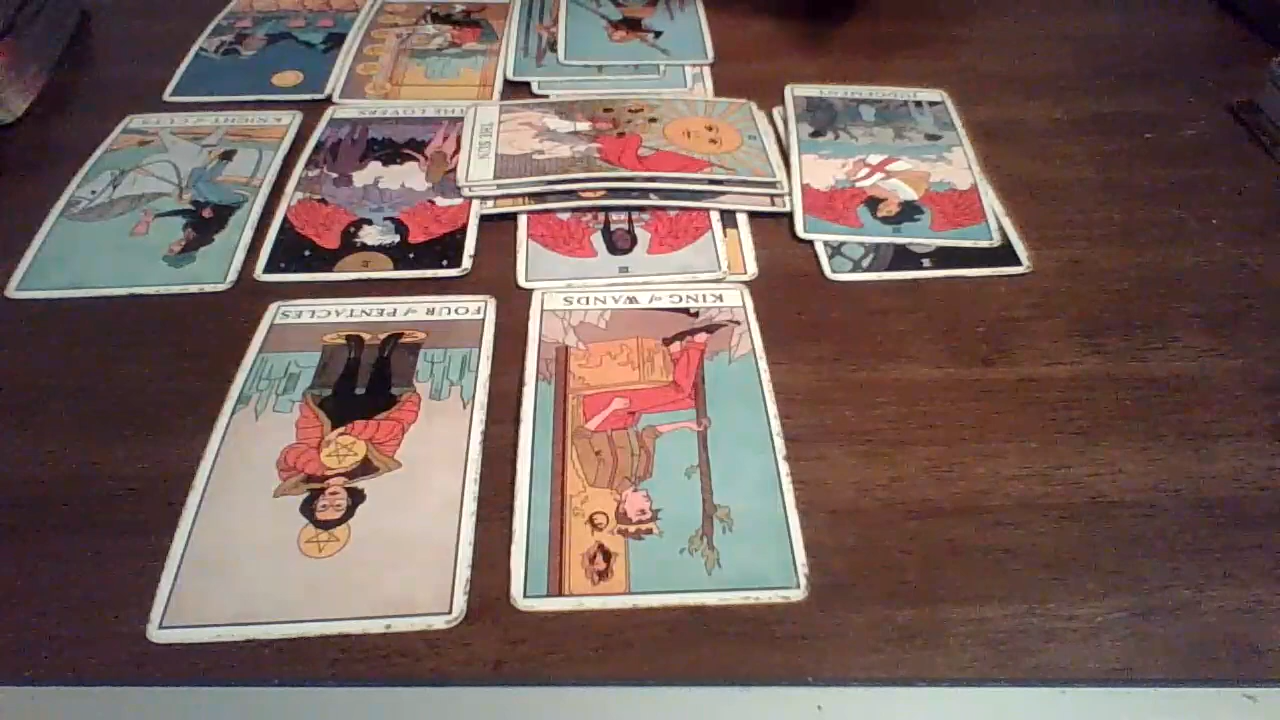 JUDGEMENT
KNIGHT of CUPS
THE LOVERS
THE SUN
FOUR of PENTACLES
KING of WANDS